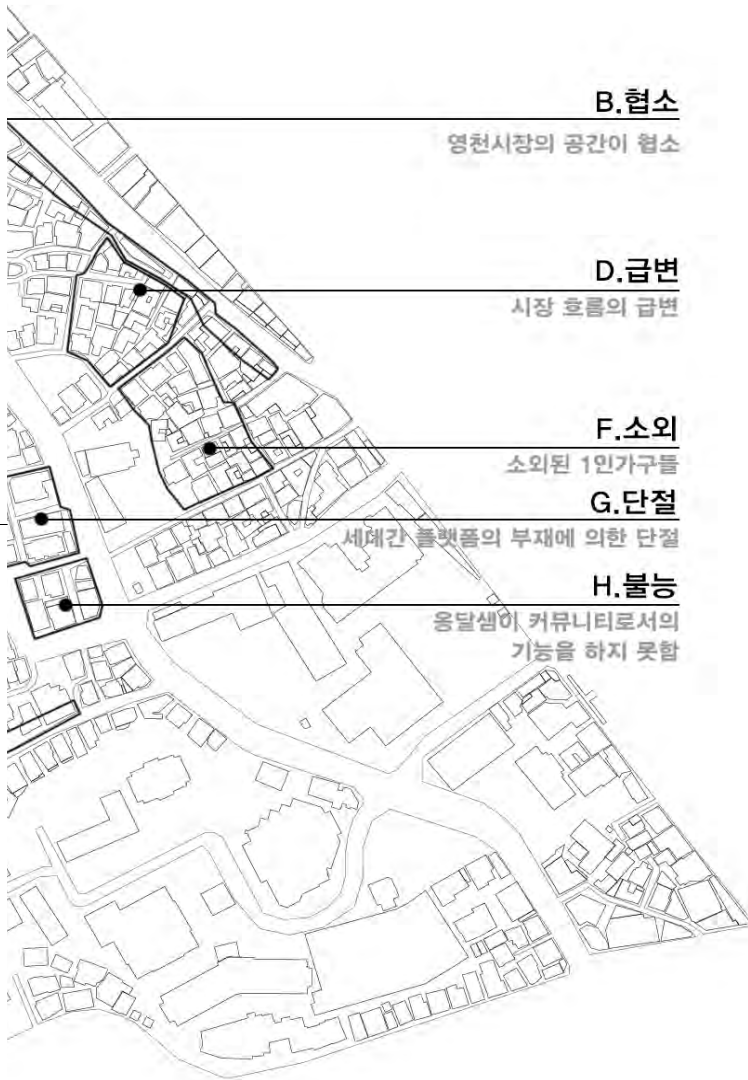 B.협소
영천시장의 공간이 협소
D.급변
시장 흐름의 급변
F.소외
소외된 1인가구들
G.단절
세대간 플랫폼의 부재에 의한 단절
H.불능
옹달샘이 커뮤니티로서의
기능을 하지 못함